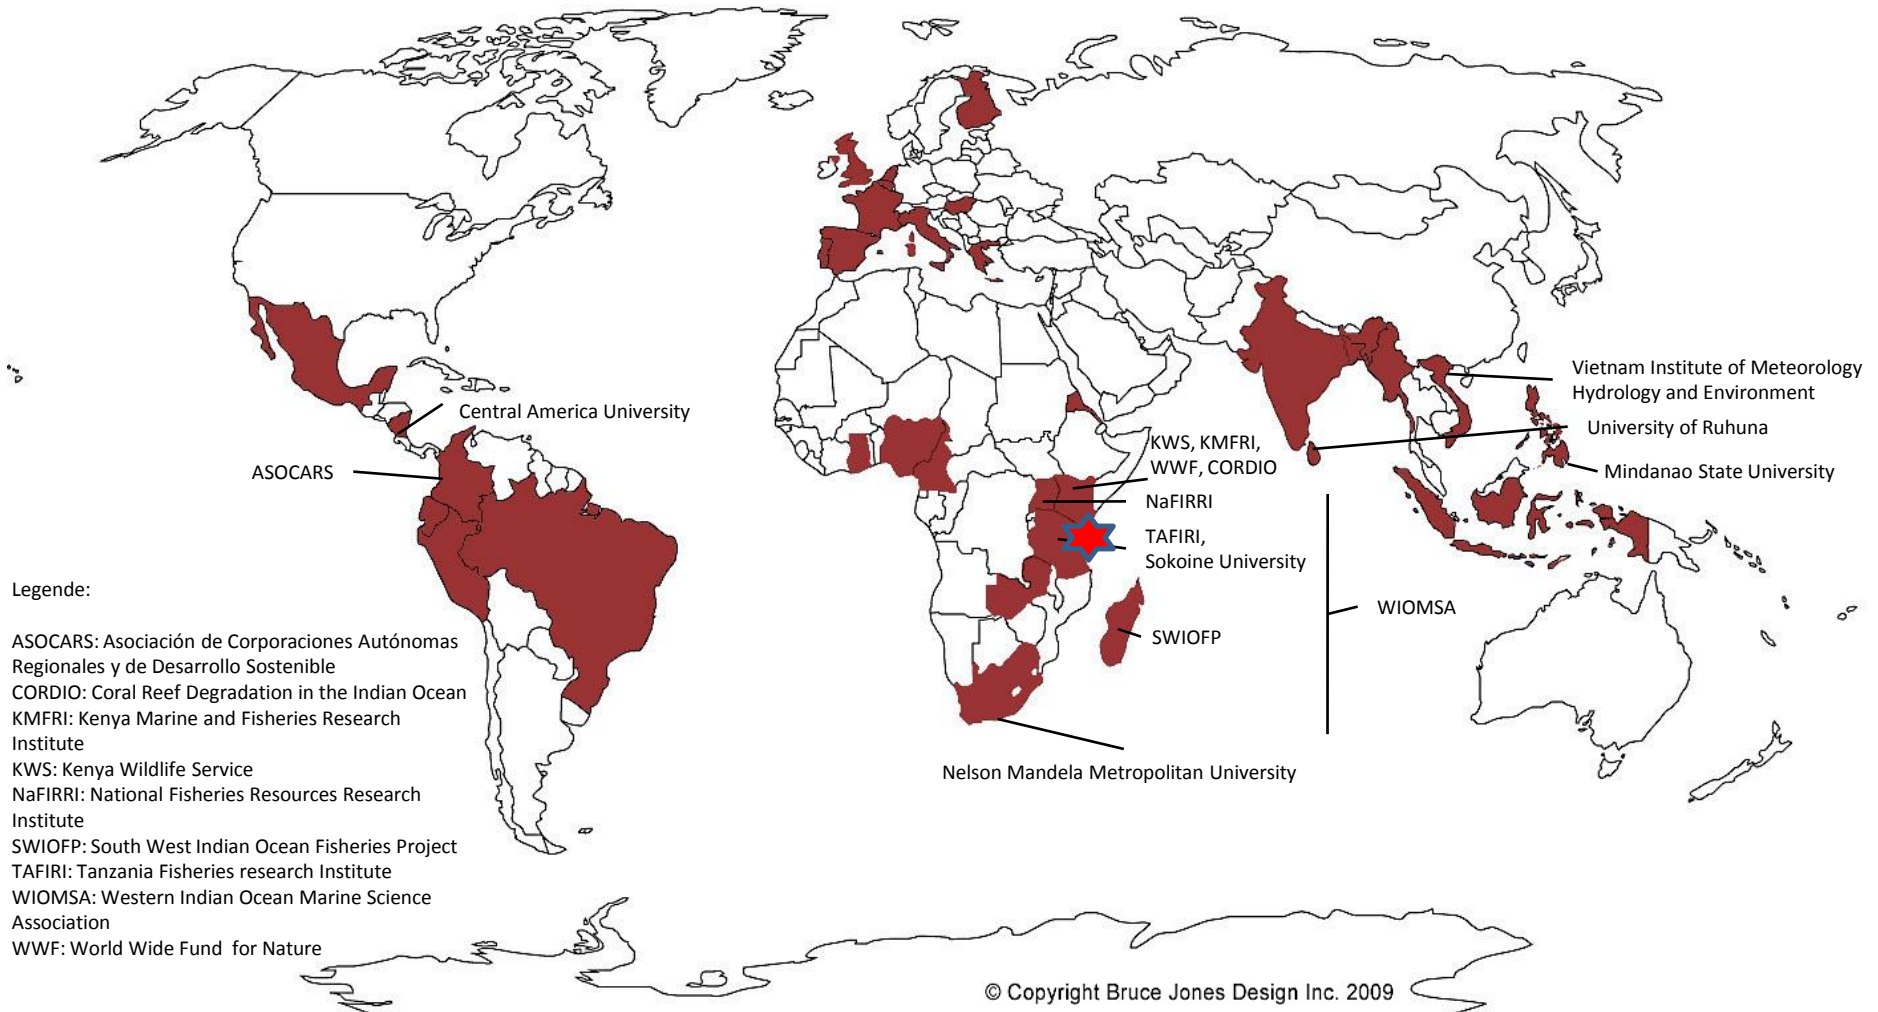 Vietnam Institute of Meteorology
Hydrology and Environment
Central America University
University of Ruhuna
KWS, KMFRI,
WWF, CORDIO
ASOCARS
Mindanao State University
NaFIRRI
TAFIRI,
Sokoine University
WIOMSA
SWIOFP
Nelson Mandela Metropolitan University
Legende:
ASOCARS: Asociación de Corporaciones Autónomas
Regionales y de Desarrollo Sostenible
CORDIO: Coral Reef Degradation in the Indian Ocean
KMFRI: Kenya Marine and Fisheries Research
Institute
KWS: Kenya Wildlife Service
NaFIRRI: National Fisheries Resources Research
Institute
SWIOFP: South West Indian Ocean Fisheries Project
TAFIRI: Tanzania Fisheries research Institute
WIOMSA: Western Indian Ocean Marine Science
Association
WWF: World Wide Fund for Nature
© Copyright Bruce Jones Design Inc. 2009